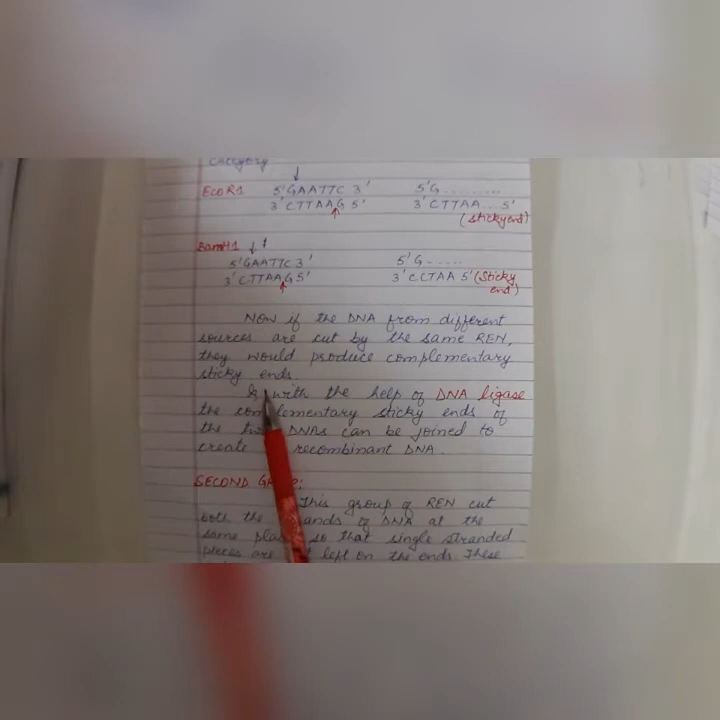 category
EcoR1 5'GAATTC 3' 5'G.........
3'CTTAAG 5' 3'CTTAA...5'
(sticky end)
BamH1
5'GAATTC 3' 5'G.....
3'CTTAAG 5' 3'CCTAA 5' (Sticky
end)
Now if the DNA from different
sources are cut by the same REN,
they would produce complementary
sticky ends.
with the help of DNA ligase
the complementary sticky ends of
the two DNAs can be joined to
create recombinant DNA.
SECOND
This group of REN cut
both the of DNA at the
same so that single stranded
pieces are left on the ends. These